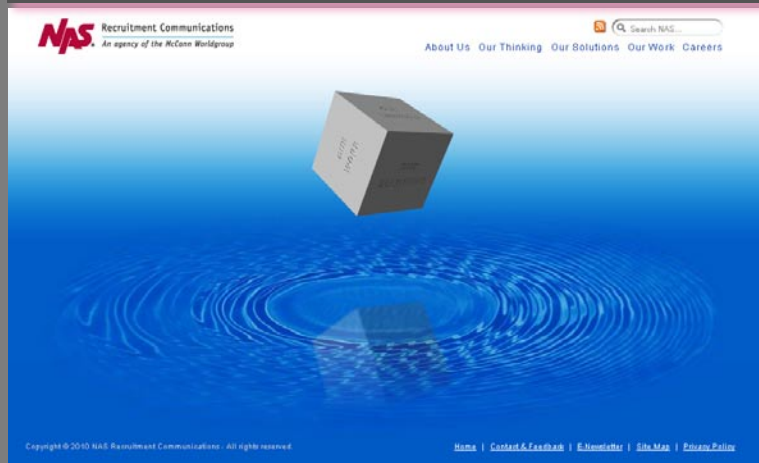 NAS. Recruitment Communications
An agency of the McCann Worldgroup
Search NAS...
About Us Our Thinking Our Solutions Our Work Careers
Copyright © 2010 NAS Recruitment Communications - All rights reserved.
Home | Contact & Feedback | E-Newsletter | Site Map | Privacy Policy